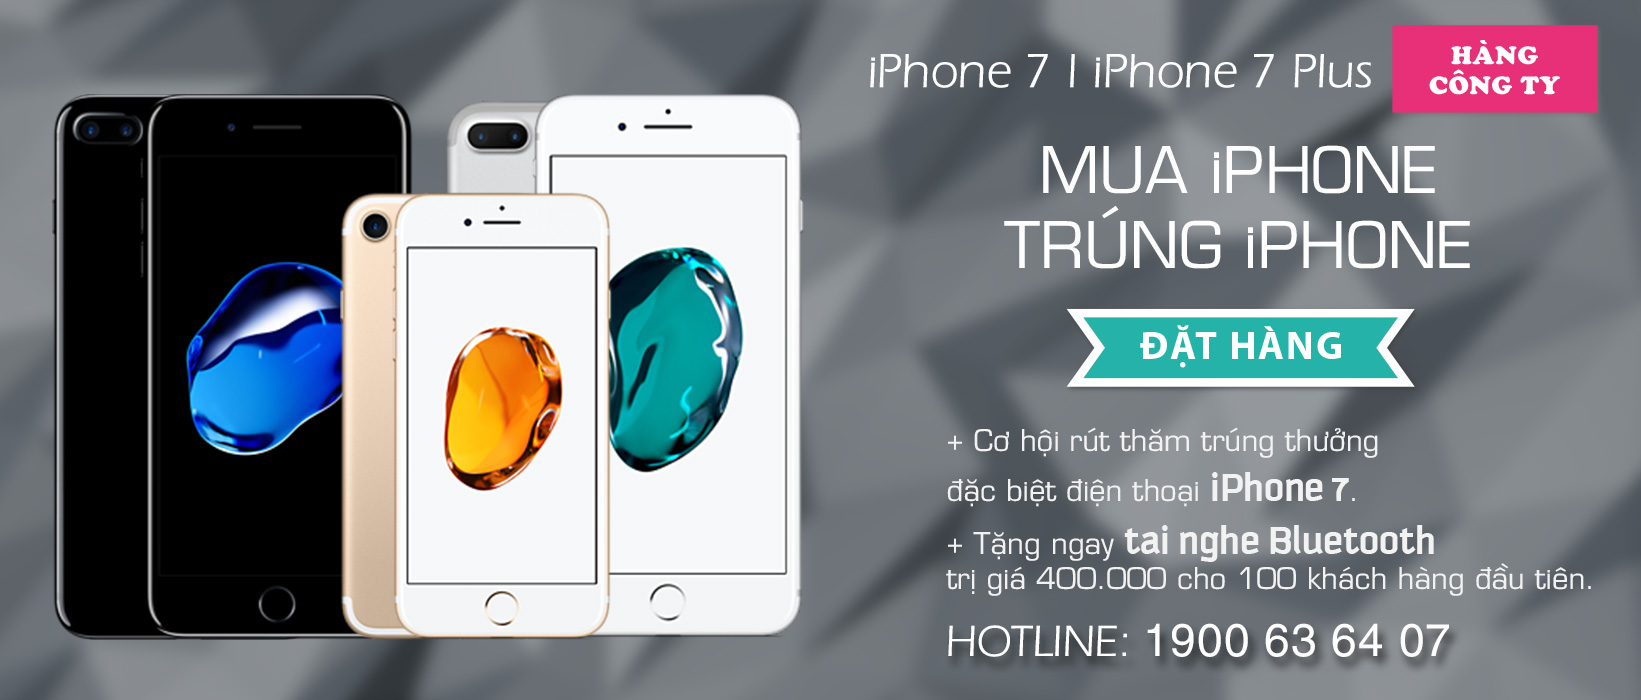 iPhone 7 | iPhone 7 Plus
HÀNG
CÔNG TY
MUA iPHONE
TRÚNG iPHONE
ĐẶT HÀNG
+ Cơ hội rút thăm trúng thưởng
đặc biệt điện thoại iPhone 7.
+ Tặng ngay tai nghe Bluetooth
trị giá 400.000 cho 100 khách hàng đầu tiên.
HOTLINE: 1900 63 64 07